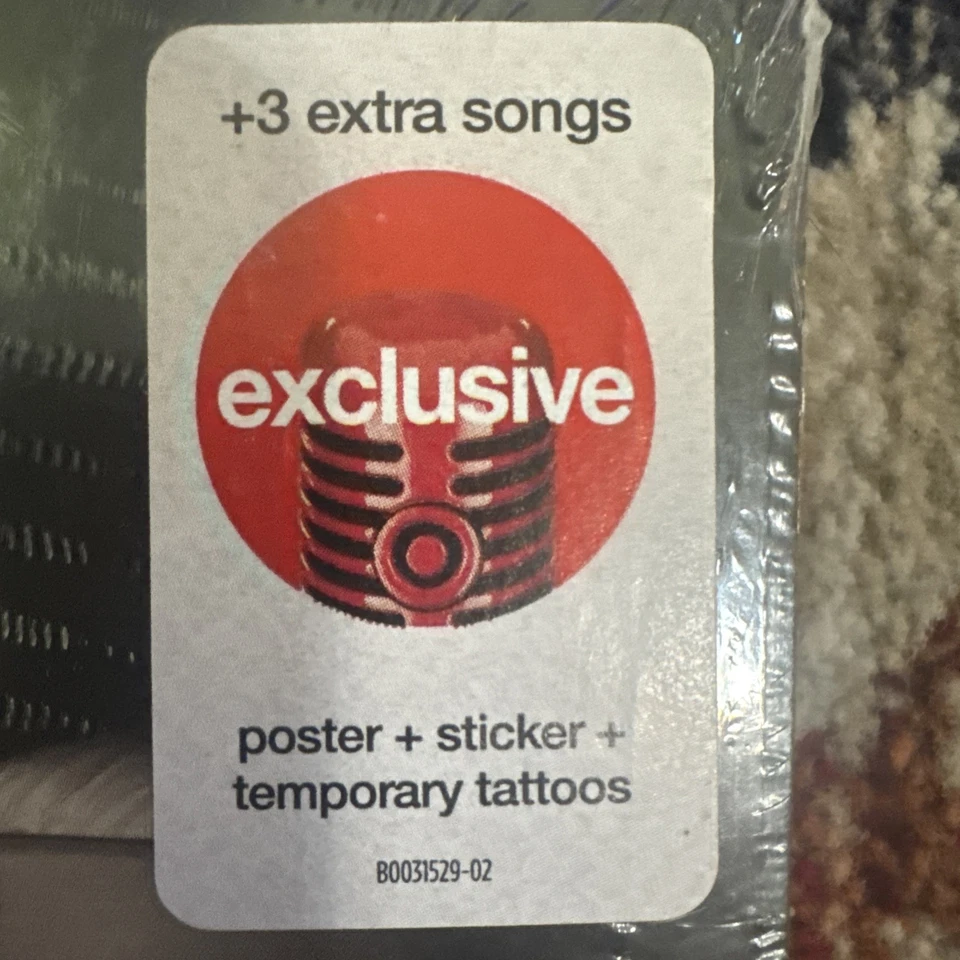 +3 extra songs
exclusive
poster + sticker +
temporary tattoos
B0031529-02